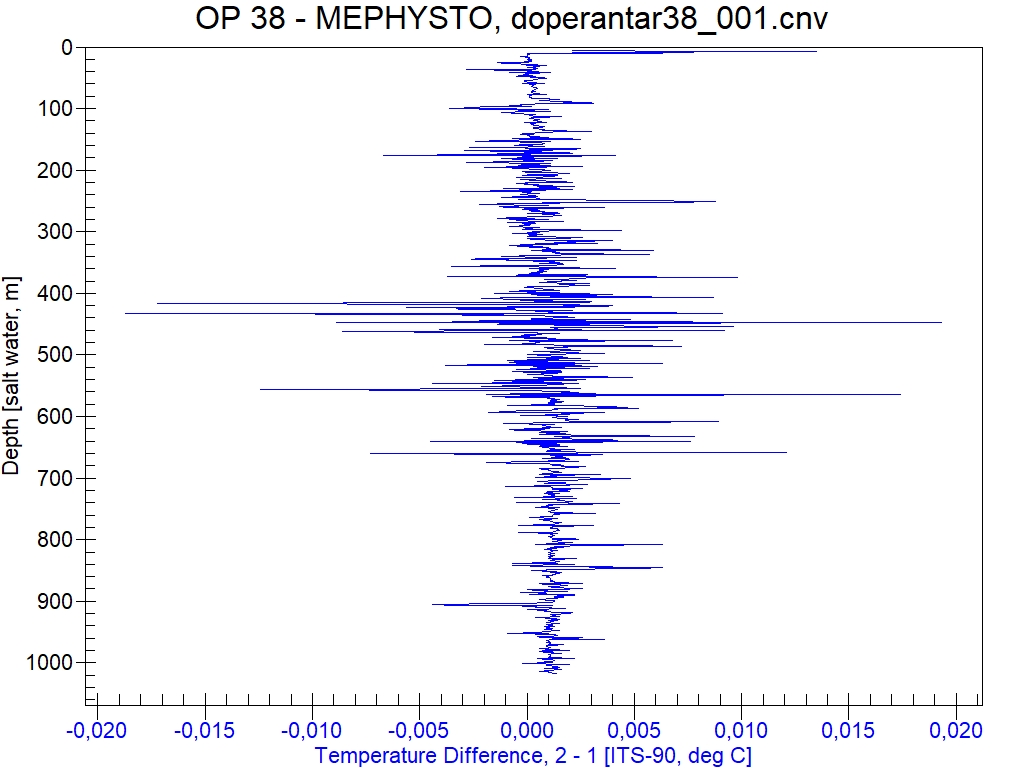 OP 38 - MEPHYSTO, doperantar38_001.cnv
0
100
200
300
400
500
600
700
800
900
1000
Depth [salt water, m]
-0,020 -0,015 -0,010 -0,005 0,000 0,005 0,010 0,015 0,020
Temperature Difference, 2 - 1 [ITS-90, deg C]